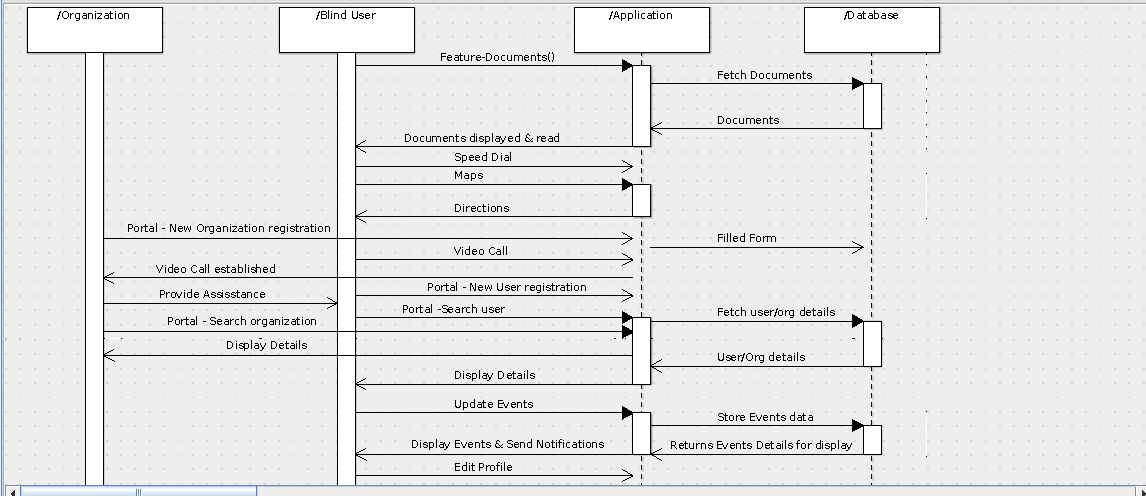 /Organization
/Blind User
/Application
/Database
Feature-Documents()
Fetch Documents
Documents
Documents displayed & read
Speed Dial
Maps
Directions
Portal - New Organization registration
Filled Form
Video Call
Video Call established
Portal - New User registration
Provide Assisstance
Portal -Search user
Fetch user/org details
Portal - Search organization
Display Details
User/Org details
Display Details
Update Events
Store Events data
Display Events & Send Notifications
Returns Events Details for display
Edit Profile